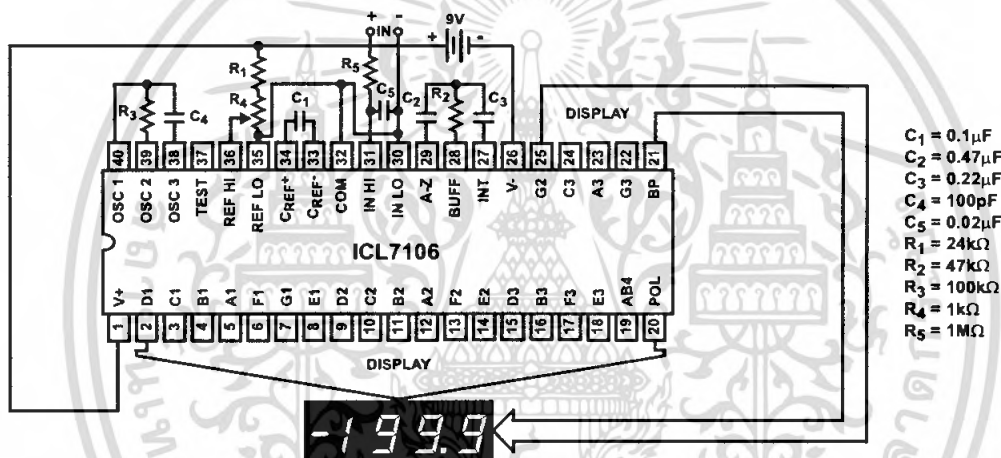 + -
IN
9V
+ -
R1
R5
R3
C4
R4
C1
C5
C2
R2
C3
DISPLAY
40 39 38 37 36 35 34 33 32 31 30 29 28 27 26 25 24 23 22 21
OSC 1
OSC 2
OSC 3
TEST
REF HI
REF LO
CREF+
CREF-
COM
IN HI
IN LO
A-Z
BUFF
INT
V-
G2
C3
A3
G3
BP
ICL7106
V+
D1
C1
B1
A1
F1
G1
E1
D2
C2
B2
A2
F2
E2
D3
B3
F3
E3
AB4
POL
1 2 3 4 5 6 7 8 9 10 11 12 13 14 15 16 17 18 19 20
DISPLAY
-199.9
C1 = 0.1µF
C2 = 0.47µF
C3 = 0.22µF
C4 = 100pF
C5 = 0.02µF
R1 = 24kΩ
R2 = 47kΩ
R3 = 100kΩ
R4 = 1kΩ
R5 = 1MΩ